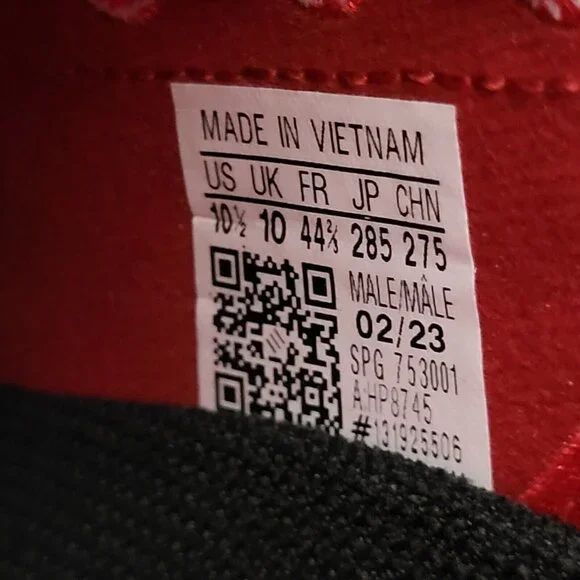 MADE IN VIETNAM
US UK FR JP CHN
10½ 10 44⅔ 285 275
MALE/MÂLE
02/23
SPG 753001
A:HP8745
#131925506